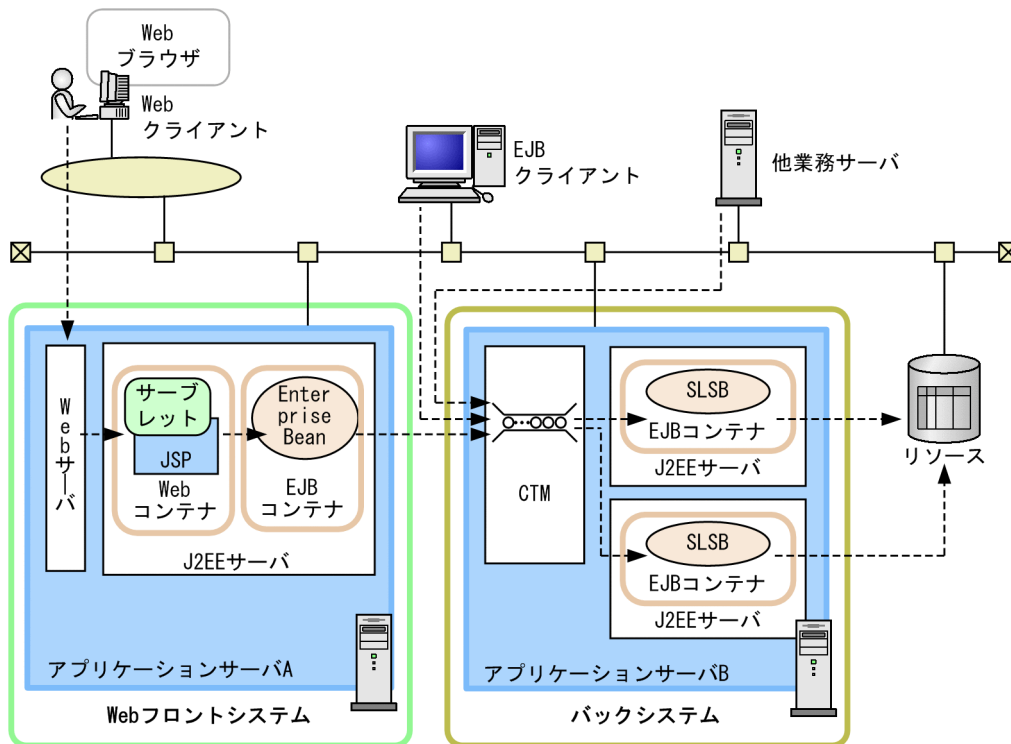 Web
ブラウザ
Web
クライアント
EJB
クライアント
他業務サーバ
Webサーバ
サーブ
レット
JSP
Web
コンテナ
Enter
prise
Bean
EJB
コンテナ
J2EEサーバ
アプリケーションサーバA
Webフロントシステム
CTM
SLSB
EJBコンテナ
J2EEサーバ
SLSB
EJBコンテナ
J2EEサーバ
アプリケーションサーバB
バックシステム
リソース